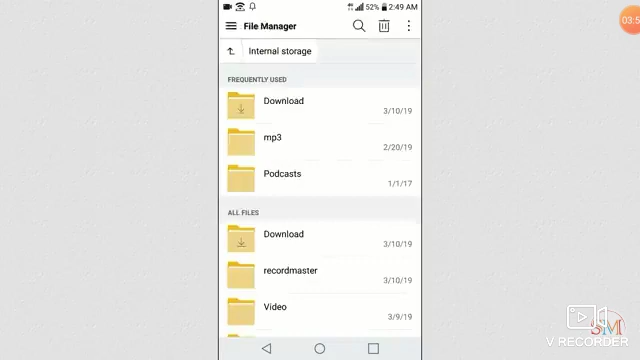 52% 2:49 AM
03:5
File Manager
Internal storage
FREQUENTLY USED
Download
3/10/19
mp3
2/20/19
Podcasts
1/1/17
ALL FILES
Download
3/10/19
recordmaster
3/10/19
Video
3/9/19
SM
V RECORDER